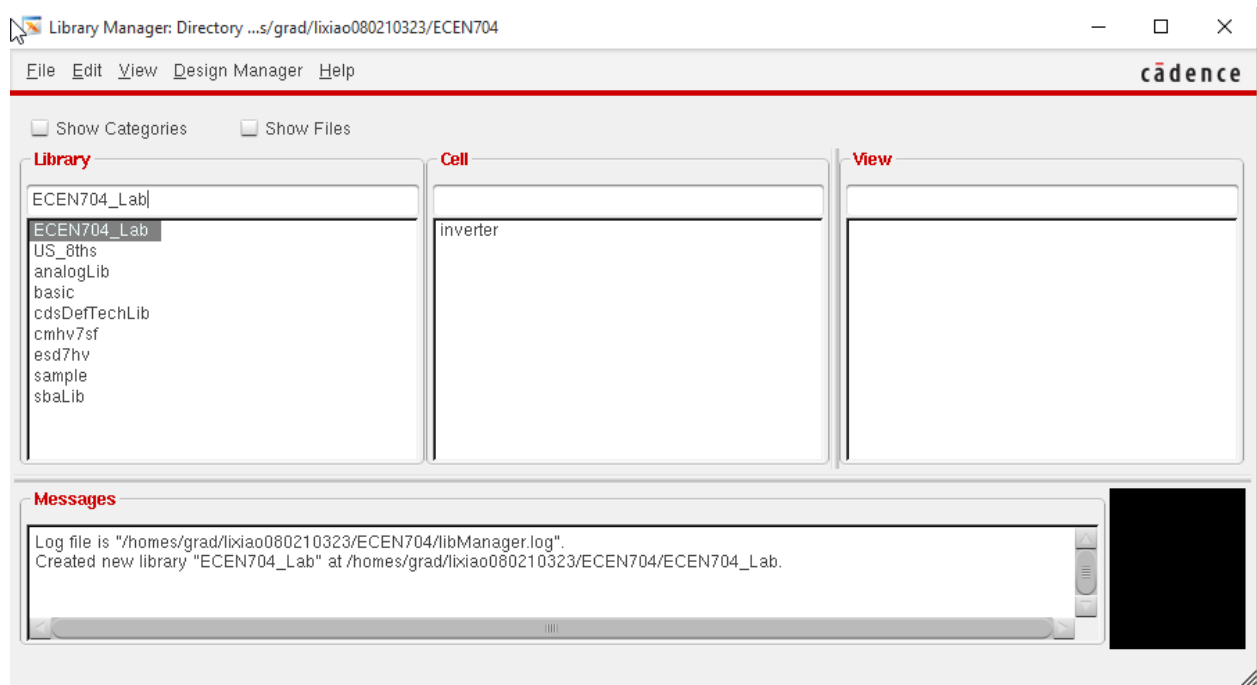 Library Manager: Directory ...s/grad/lixiao080210323/ECEN704
File Edit View Design Manager Help
cādence
Show Categories Show Files
Library
ECEN704_Lab
ECEN704_Lab
US_8ths
analogLib
basic
cdsDefTechLib
cmhv7sf
esd7hv
sample
sbaLib
Cell
inverter
View
Messages
Log file is "/homes/grad/lixiao080210323/ECEN704/libManager.log".
Created new library "ECEN704_Lab" at /homes/grad/lixiao080210323/ECEN704/ECEN704_Lab.